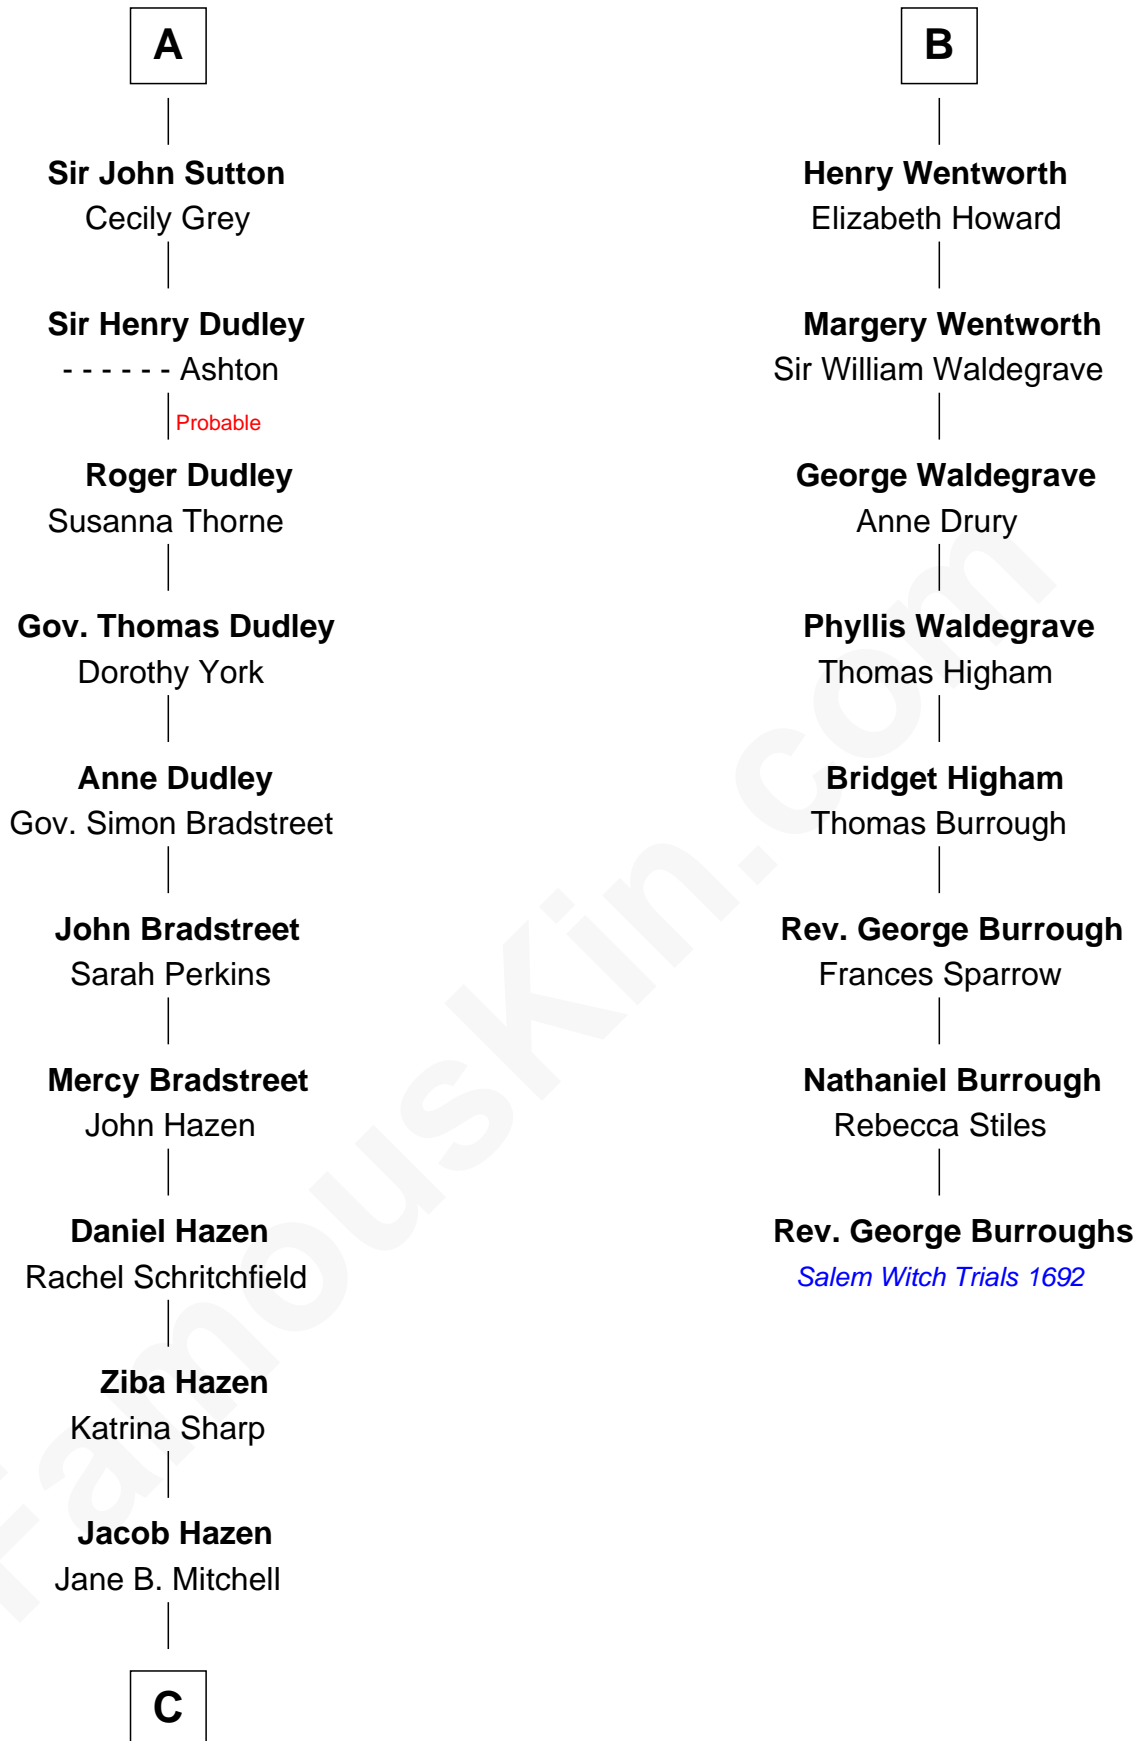 A
Sir John Sutton
Cecily Grey
Sir Henry Dudley
- - - - - - Ashton
Probable
Roger Dudley
Susanna Thorne
Gov. Thomas Dudley
Dorothy York
Anne Dudley
Gov. Simon Bradstreet
John Bradstreet
Sarah Perkins
Mercy Bradstreet
John Hazen
Daniel Hazen
Rachel Schritchfield
Ziba Hazen
Katrina Sharp
Jacob Hazen
Jane B. Mitchell
C
B
Henry Wentworth
Elizabeth Howard
Margery Wentworth
Sir William Waldegrave
George Waldegrave
Anne Drury
Phyllis Waldegrave
Thomas Higham
Bridget Higham
Thomas Burrough
Rev. George Burrough
Frances Sparrow
Nathaniel Burrough
Rebecca Stiles
Rev. George Burroughs
Salem Witch Trials 1692
FamousKin.com